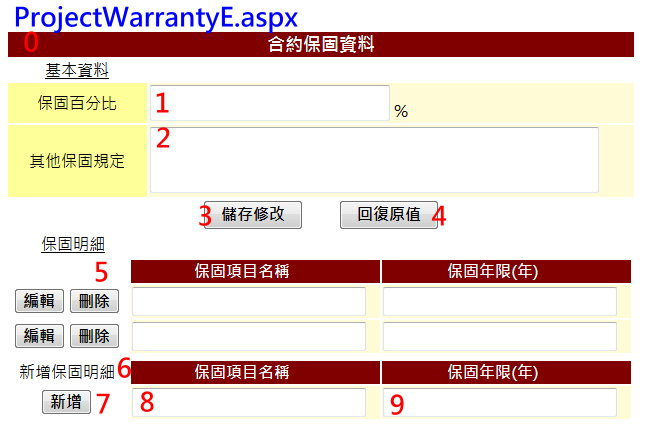 ProjectWarrantyE.aspx
0 合約保固資料
基本資料
保固百分比 1 %
2
其他保固規定
3 儲存修改 回復原值 4
保固明細
5 保固項目名稱 保固年限(年)
編輯 刪除
編輯 刪除
新增保固明細 6 保固項目名稱 保固年限(年)
新增 7 8 9